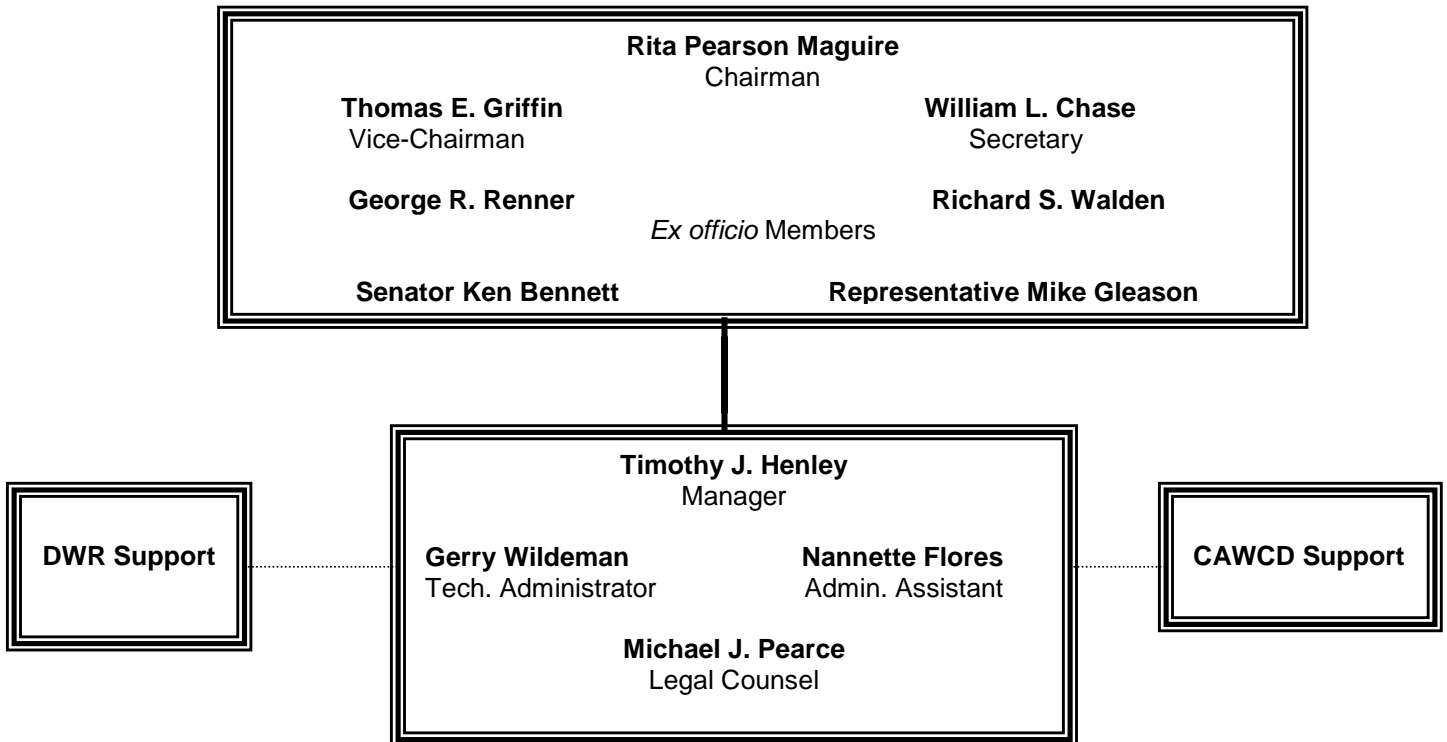 Rita Pearson Maguire
Chairman
Thomas E. Griffin William L. Chase
Vice-Chairman Secretary
George R. Renner Richard S. Walden
Ex officio Members
Senator Ken Bennett Representative Mike Gleason
Timothy J. Henley
Manager
DWR Support
Gerry Wildeman Nannette Flores
Tech. Administrator Admin. Assistant
Michael J. Pearce
Legal Counsel
CAWCD Support